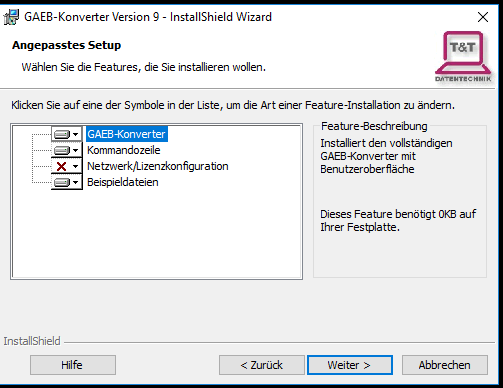 GAEB-Konverter Version 9 - InstallShield Wizard
Angepasstes Setup
Wählen Sie die Features, die Sie installieren wollen.
T&T
DATENTECHNIK
Klicken Sie auf eine der Symbole in der Liste, um die Art einer Feature-Installation zu ändern.
GAEB-Konverter
Kommandozeile
Netzwerk/Lizenzkonfiguration
Beispieldateien
Feature-Beschreibung
Installiert den vollständigen
GAEB-Konverter mit
Benutzeroberfläche
Dieses Feature benötigt 0KB auf
Ihrer Festplatte.
InstallShield
Hilfe
< Zurück
Weiter >
Abbrechen